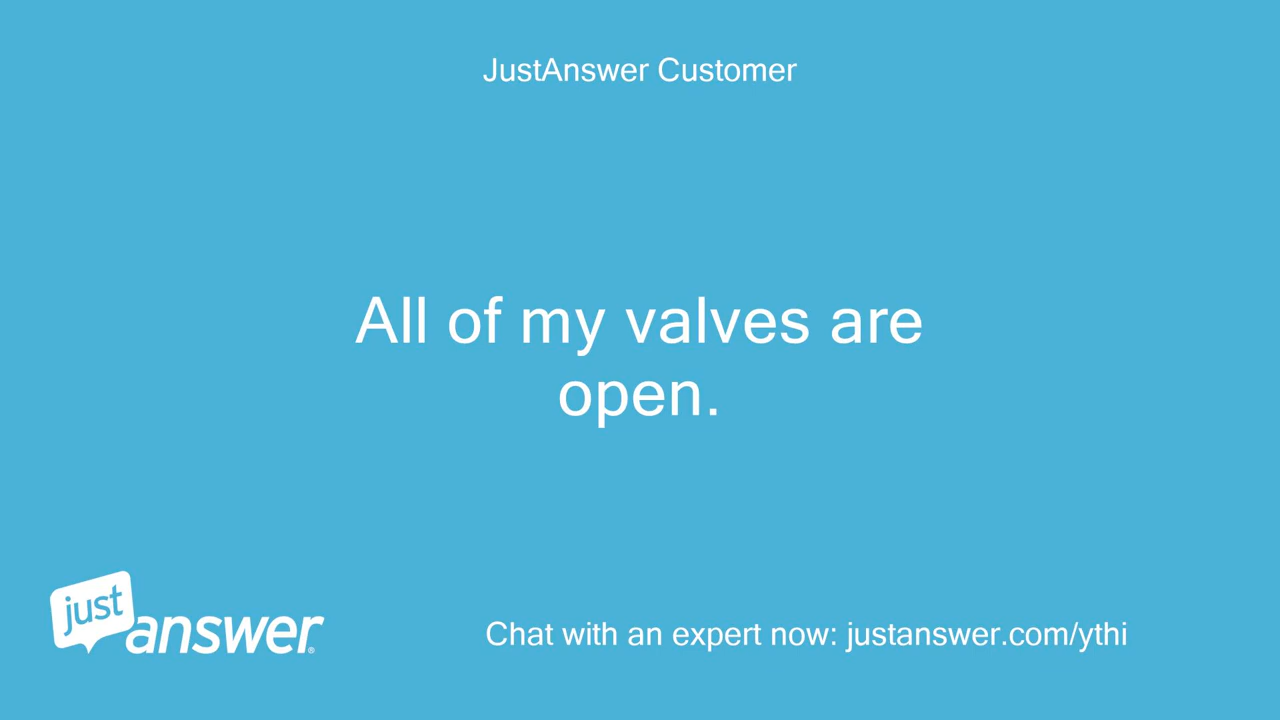 JustAnswer Customer
All of my valves are
open.
just
answer®
Chat with an expert now: justanswer.com/ythi